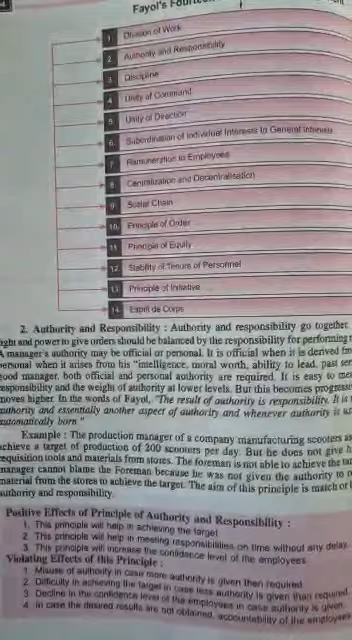 Fayol's
1. Division of Work
2. Authority and Responsibility
3. Discipline
4. Unity of Command
5. Unity of Direction
6. Subordination of Individual Interests to General Interests
7. Remuneration to Employees
8. Centralization and Decentralisation
9. Scalar Chain
10. Principle of Order
11. Principle of Equity
12. Stability of Tenure of Personnel
13. Principle of Initiative
14. Esprit de Corps
2. Authority and Responsibility : Authority and responsibility go together
and power to give orders should be balanced by the responsibility for performing
A manager's authority may be official or personal. It is official when it is derived
when it arises from his "intelligence, moral worth, ability to lead, past
good manager, both official and personal authority are required. It is easy to
responsibility and the weight of authority at lower levels. But this becomes
moves higher. In the words of Fayol, "The result of authority is responsibility. It is
authority and essentially another aspect of authority and whenever authority is
automatically born."
Example : The production manager of a company manufacturing scooters
achieve a target of production of 200 scooters per day. But he does not give
requisition tools and materials from stores. The foreman is not able to achieve the
manager cannot blame the Foreman because he was not given the authority to
material from the stores to achieve the target. The aim of this principle is match
authority and responsibility.
Positive Effects of Principle of Authority and Responsibility :
1. This principle will help in achieving the target
2. This principle will help in meeting responsibilities on time without any delay.
3. This principle will increase the confidence level of the employees.
Violating Effects of this Principle :
1. Misuse of authority in case more authority is given then required.
2. Difficulty in achieving the target in case less authority is given than required.
3. Decline in the confidence level of the employees in case authority is given.
4. In case the desired results are not obtained, accountability of the employees